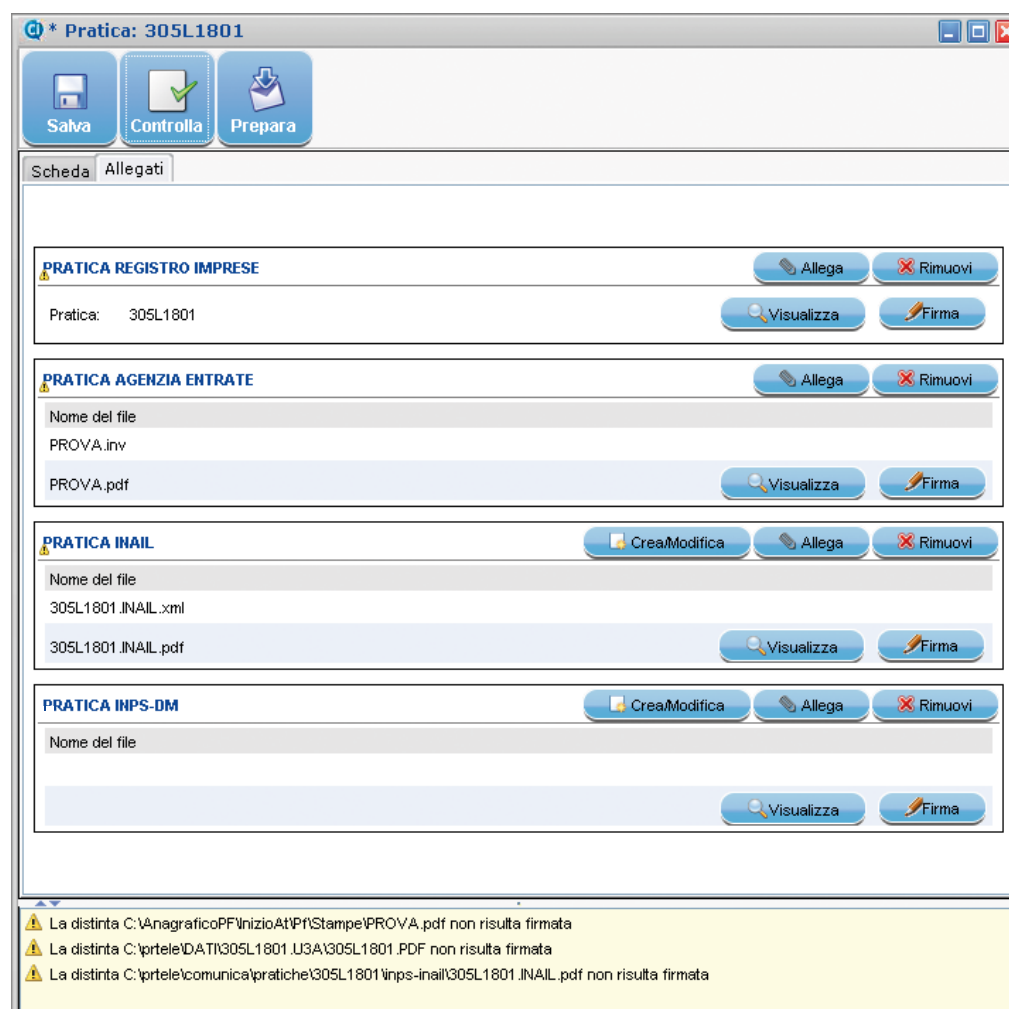 * Pratica: 305L1801
Salva Controlla Prepara
Scheda Allegati
PRATICA REGISTRO IMPRESE Allega Rimuovi
Pratica: 305L1801 Visualizza Firma
PRATICA AGENZIA ENTRATE Allega Rimuovi
Nome del file
PROVA.inv
PROVA.pdf Visualizza Firma
PRATICA INAIL Crea/Modifica Allega Rimuovi
Nome del file
305L1801.INAIL.xml
305L1801.INAIL.pdf Visualizza Firma
PRATICA INPS-DM Crea/Modifica Allega Rimuovi
Nome del file
Visualizza Firma
La distinta C:\AnagraficoPF\InizioAt\Pf\Stampe\PROVA.pdf non risulta firmata
La distinta C:\prtele\DATI\305L1801.U3A\305L1801.PDF non risulta firmata
La distinta C:\prtele\comunica\pratiche\305L1801\inps-inail\305L1801.INAIL.pdf non risulta firmata